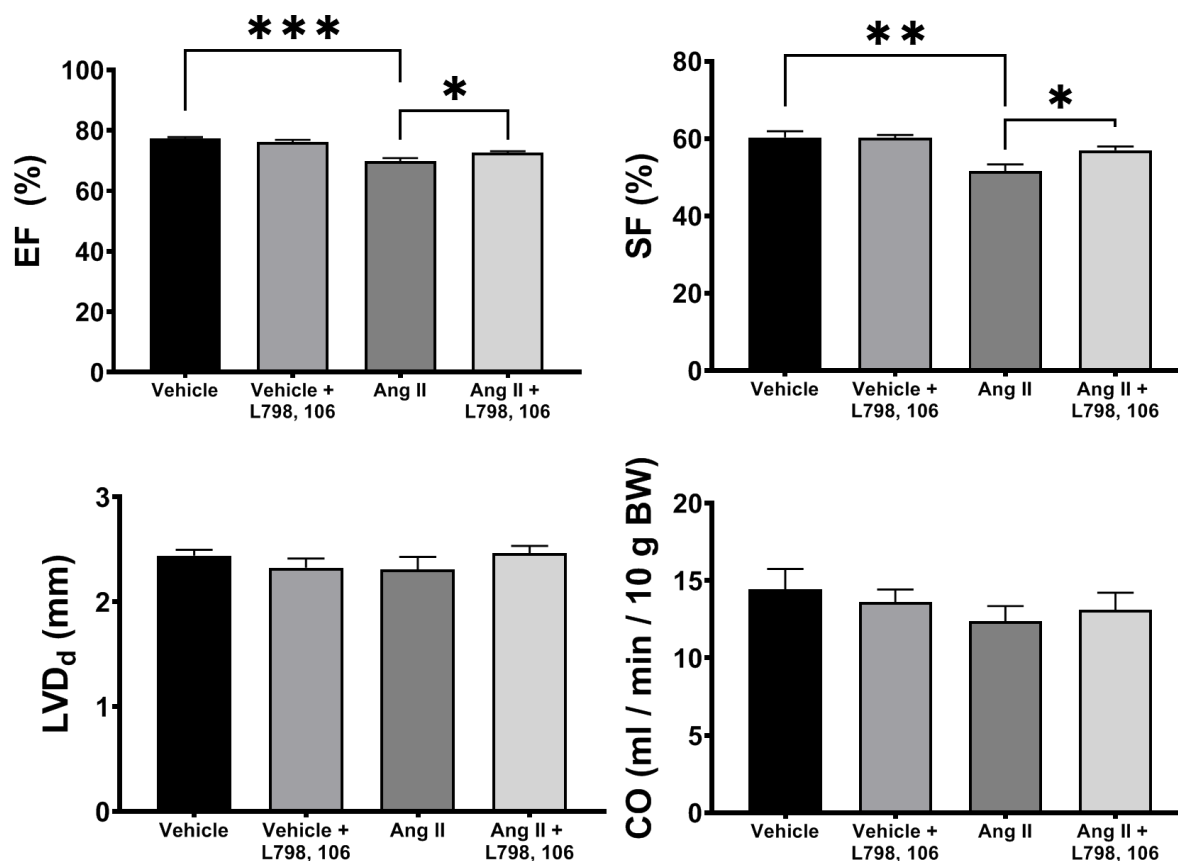 ***
**
*
*
EF (%)
100
80
60
40
20
0
Vehicle
Vehicle +
L798, 106
Ang II
Ang II +
L798, 106
SF (%)
80
60
40
20
0
Vehicle
Vehicle +
L798, 106
Ang II
Ang II +
L798, 106
LVDd (mm)
3
2
1
0
Vehicle
Vehicle +
L798, 106
Ang II
Ang II +
L798, 106
CO (ml / min / 10 g BW)
20
15
10
5
0
Vehicle
Vehicle +
L798, 106
Ang II
Ang II +
L798, 106